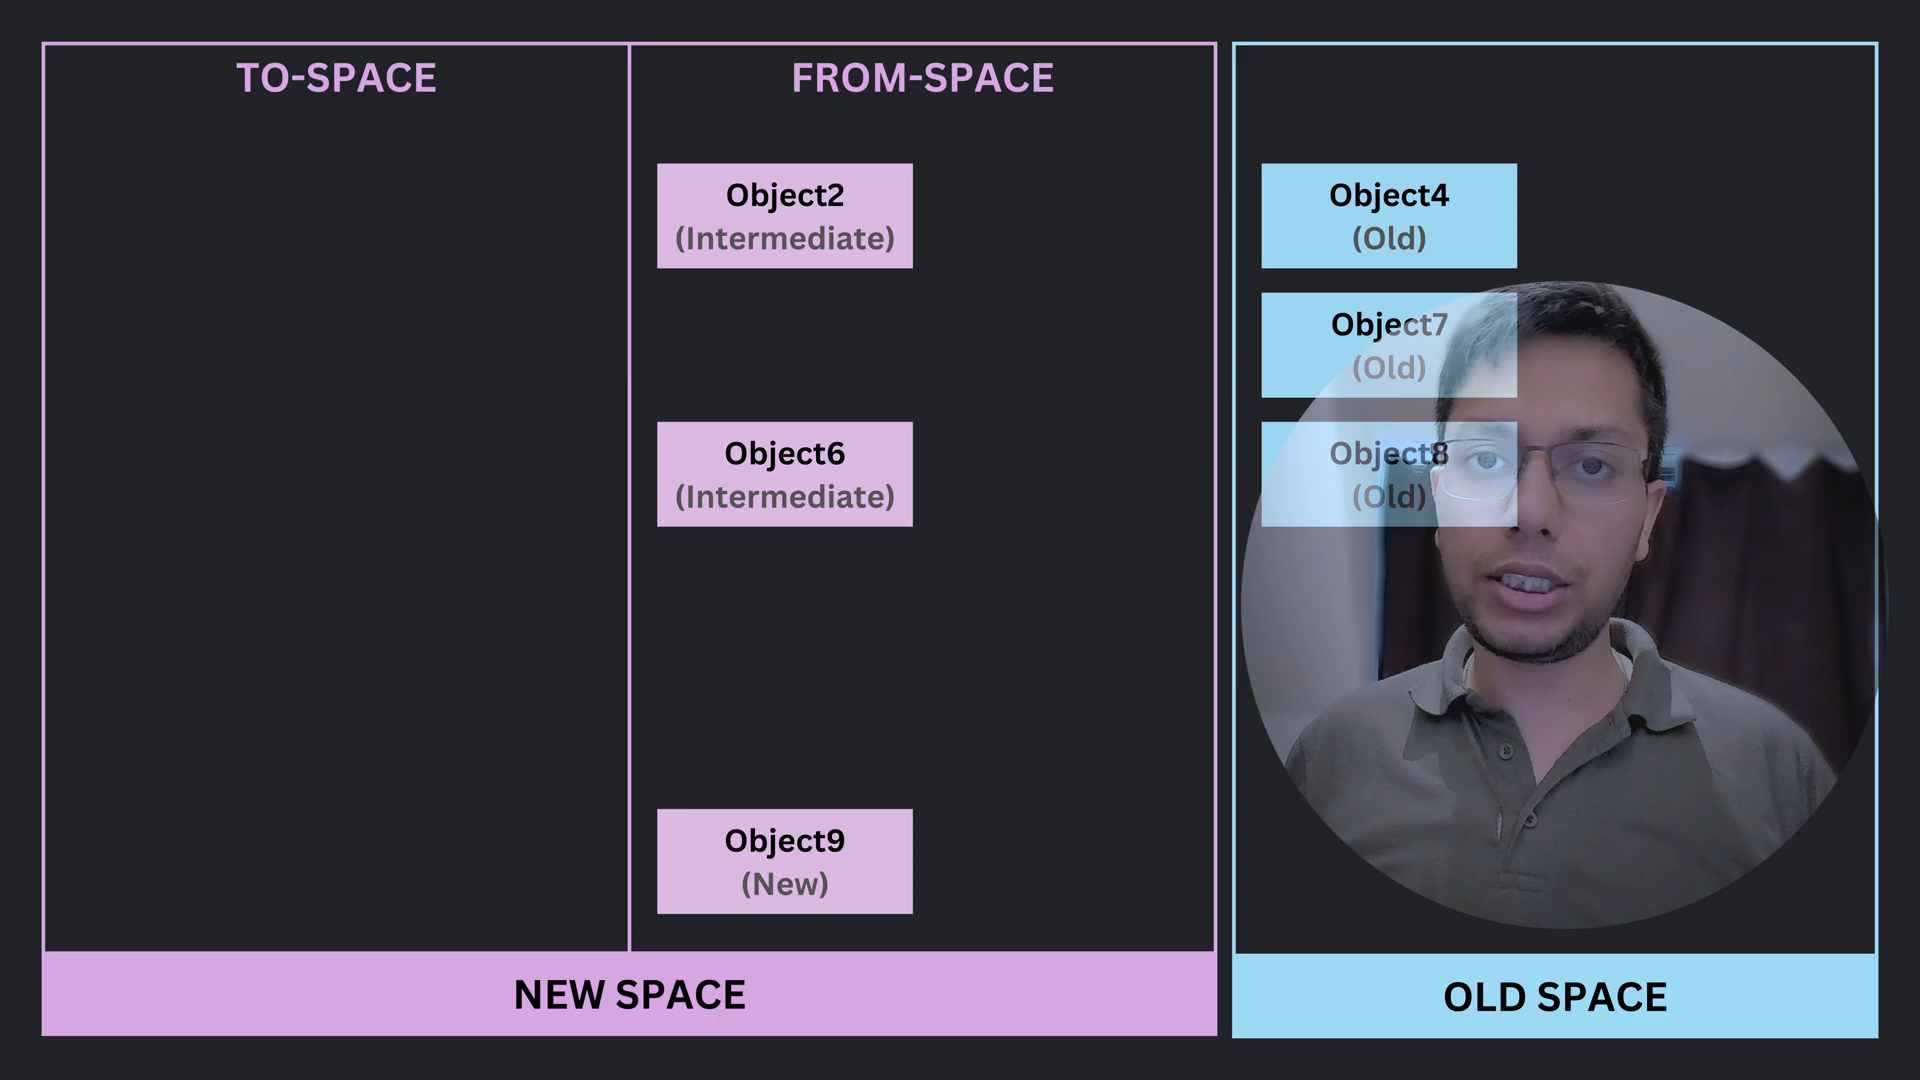 TO-SPACE
FROM-SPACE
Object2
(Intermediate)
Object6
(Intermediate)
Object9
(New)
NEW SPACE
Object4
(Old)
Object7
(Old)
Object8
(Old)
OLD SPACE